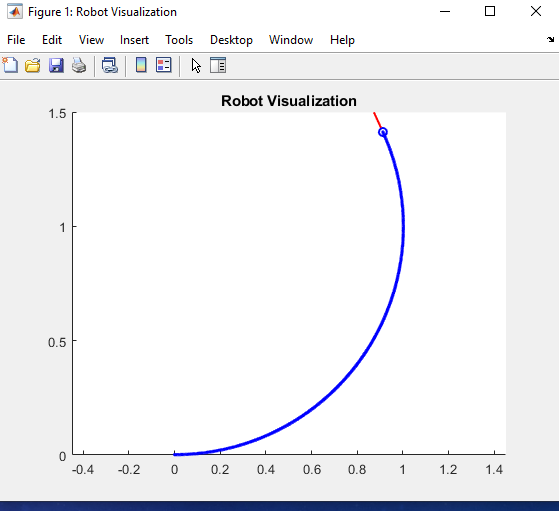 Figure 1: Robot Visualization
File Edit View Insert Tools Desktop Window Help
Robot Visualization
1.5
1
0.5
0
-0.4 -0.2 0 0.2 0.4 0.6 0.8 1 1.2 1.4